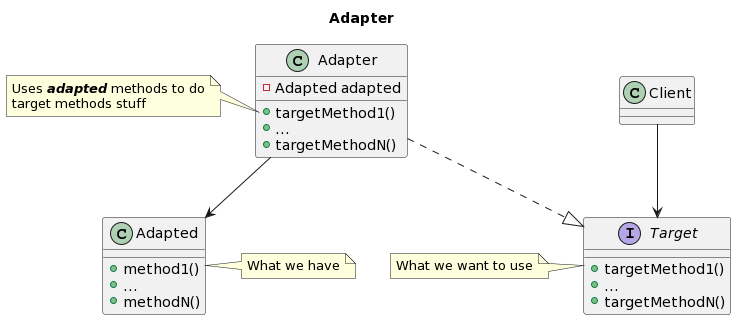 Adapter
C Adapter
Adapted adapted
targetMethod1()
...
targetMethodN()
Uses adapted methods to do
target methods stuff
C Client
C Adapted
method1()
...
methodN()
What we have
What we want to use
I Target
targetMethod1()
...
targetMethodN()